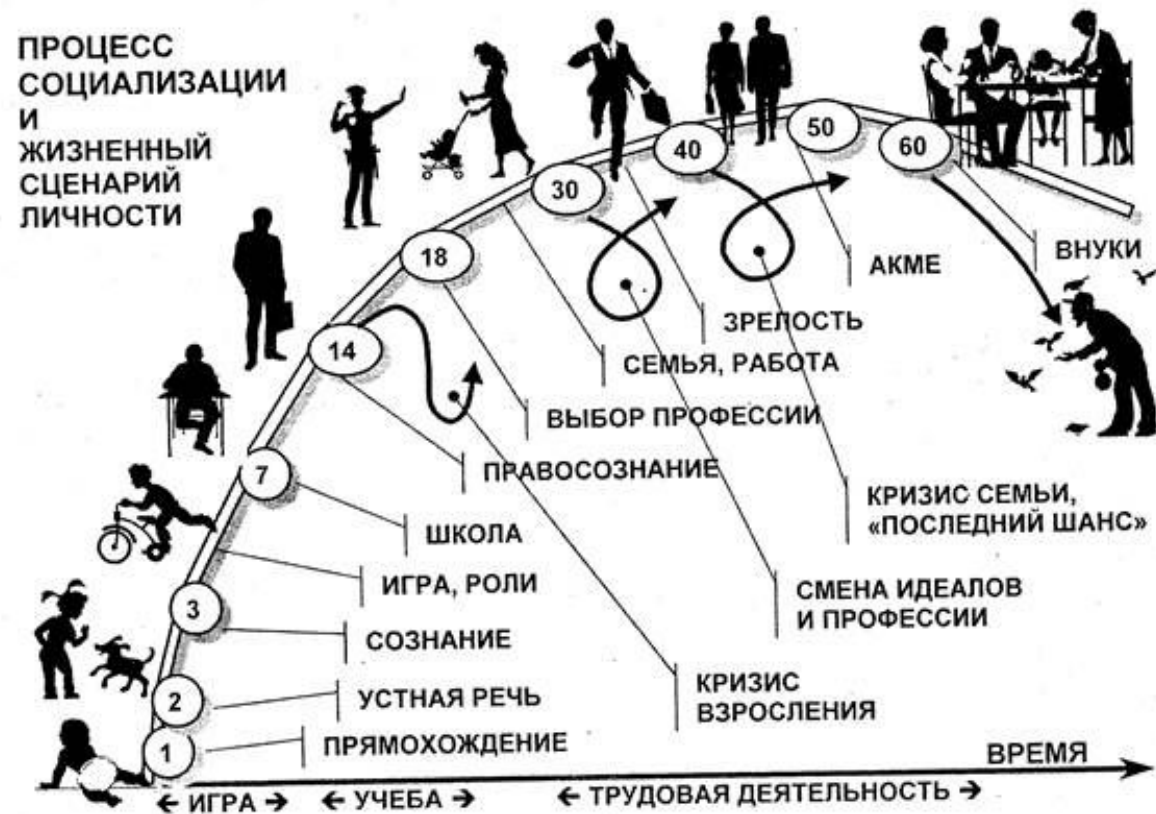 ПРОЦЕСС
СОЦИАЛИЗАЦИИ
И
ЖИЗНЕННЫЙ
СЦЕНАРИЙ
ЛИЧНОСТИ
50
40
60
30
18
14
7
3
2
1
ВНУКИ
АКМЕ
ЗРЕЛОСТЬ
СЕМЬЯ, РАБОТА
ВЫБОР ПРОФЕССИИ
ПРАВОСОЗНАНИЕ
КРИЗИС СЕМЬИ,
«ПОСЛЕДНИЙ ШАНС»
ШКОЛА
ИГРА, РОЛИ
СМЕНА ИДЕАЛОВ
И ПРОФЕССИИ
СОЗНАНИЕ
КРИЗИС
ВЗРОСЛЕНИЯ
УСТНАЯ РЕЧЬ
ПРЯМОХОЖДЕНИЕ
ВРЕМЯ
← ИГРА → ← УЧЕБА → ← ТРУДОВАЯ ДЕЯТЕЛЬНОСТЬ →